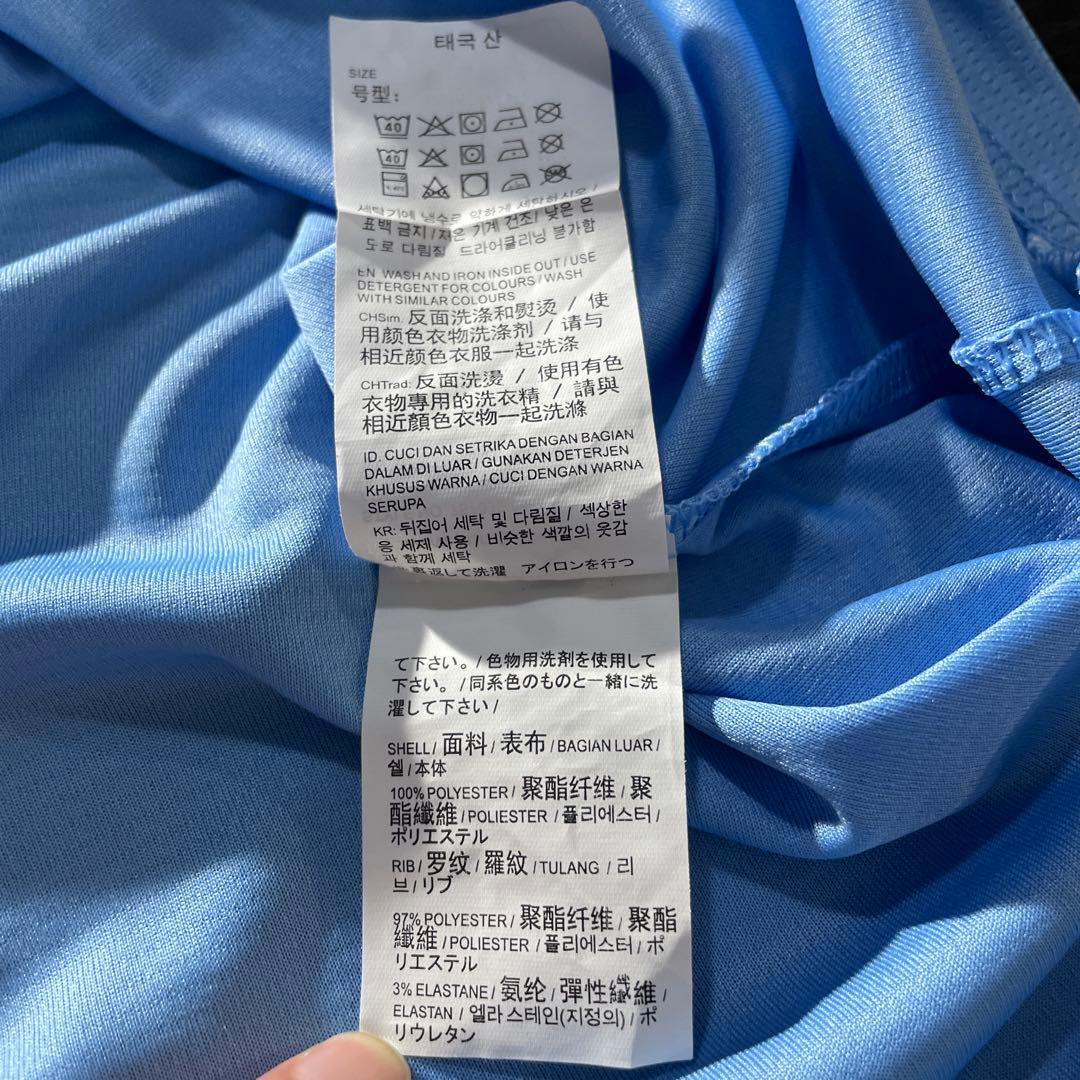 태국 산
SIZE
号型:
40
40
세탁기에 냉수로 약하게 세탁하십오 /
표백 금지 / 저온 기계 건조! 낮은 온
도로 다림질 드라어클리닝 불가함
EN WASH AND IRON INSIDE OUT / USE
DETERGENT FOR COLOURS / WASH
WITH SIMILAR COLOURS
CHSim. 反面洗涤和熨烫 / 使
用颜色衣物洗涤剂 / 请与
相近颜色衣服一起洗涤
CHTrad: 反面洗燙 / 使用有色
衣物專用的洗衣精 / 請與
相近顏色衣物一起洗滌
ID. CUCI DAN SETRIKA DENGAN BAGIAN
DALAM DI LUAR / GUNAKAN DETERJEN
KHUSUS WARNA / CUCI DENGAN WARNA
SERUPA
KR: 뒤집어 세탁 및 다림질 / 섹상한
응 세제 사용 / 비슷한 색깔의 웃감
과 함께 세탁
裏返して洗濯 アイロンを行つ
て下さい。/ 色物用洗剤を使用して
下さい。/ 同系色のものと一緒に洗
濯して下さい /
SHELL / 面料 / 表布 / BAGIAN LUAR /
쉘 / 本体
100% POLYESTER / 聚酯纤维 / 聚
酯纖維 / POLIESTER / 플리에스터 /
ポリエステル
RIB / 罗纹 / 羅紋 / TULANG / 리
브 / リブ
97% POLYESTER / 聚酯纤维 / 聚酯
纖維 / POLIESTER / 플리에스터 / ポ
リエステル
3% ELASTANE / 氨纶 / 彈性纖維 /
ELASTAN / 엘라스테인(지정의) / ポ
リウレタン